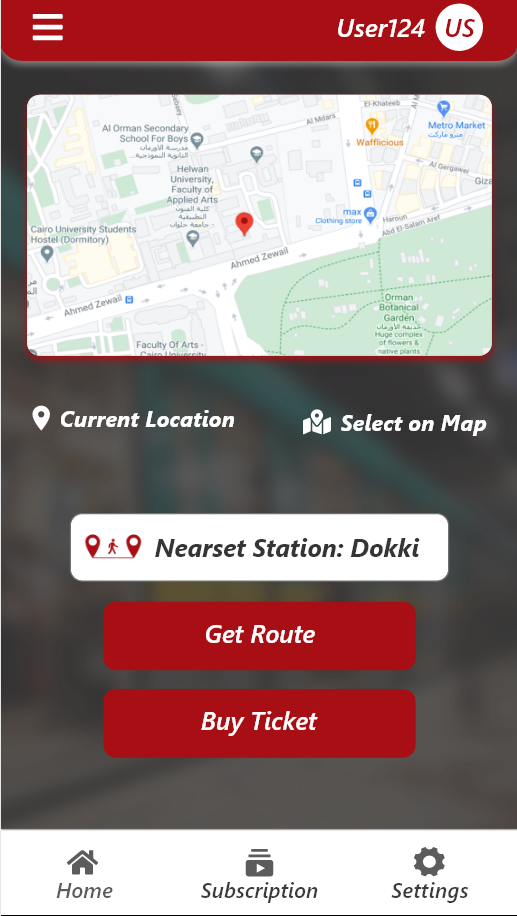 User124 US
El-Khateeb
Al Mdars
Metro Market
مترو ماركت
Al Orman Secondary
School For Boys
مدرسة الأورمان
الثانوية النموذجية...
Wafflicious
Helwan
University,
Faculty of
Applied Arts
كلية الفنون
التطبيقية
- جامعة حلوان
Al Gergawei
Giza
max
Clothing store
Haroun
Abd El-Salam Aref
Cairo University Students
Hostel (Dormitory)
Ahmed Zewail
Ahmed Zewail
Orman
Botanical
Garden
حديقة الأورمان
Huge complex
of flowers &
native plants
Faculty Of Arts -
Cairo University
Current Location
Select on Map
Nearset Station: Dokki
Get Route
Buy Ticket
Home
Subscription
Settings